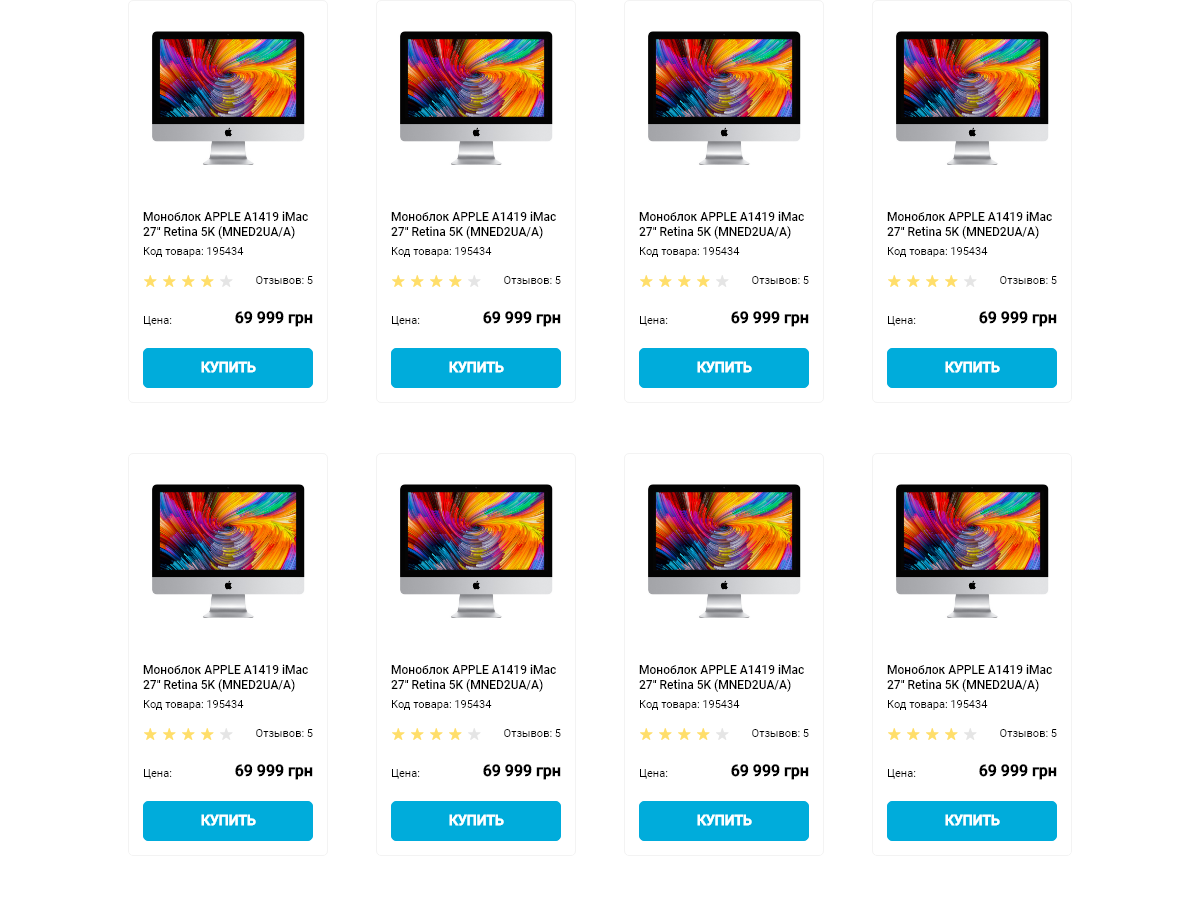 Моноблок APPLE A1419 iMac
27" Retina 5K (MNED2UA/A)
Код товара: 195434
Отзывов: 5
Цена: 69 999 грн
КУПИТЬ
Моноблок APPLE A1419 iMac
27" Retina 5K (MNED2UA/A)
Код товара: 195434
Отзывов: 5
Цена: 69 999 грн
КУПИТЬ
Моноблок APPLE A1419 iMac
27" Retina 5K (MNED2UA/A)
Код товара: 195434
Отзывов: 5
Цена: 69 999 грн
КУПИТЬ
Моноблок APPLE A1419 iMac
27" Retina 5K (MNED2UA/A)
Код товара: 195434
Отзывов: 5
Цена: 69 999 грн
КУПИТЬ
Моноблок APPLE A1419 iMac
27" Retina 5K (MNED2UA/A)
Код товара: 195434
Отзывов: 5
Цена: 69 999 грн
КУПИТЬ
Моноблок APPLE A1419 iMac
27" Retina 5K (MNED2UA/A)
Код товара: 195434
Отзывов: 5
Цена: 69 999 грн
КУПИТЬ
Моноблок APPLE A1419 iMac
27" Retina 5K (MNED2UA/A)
Код товара: 195434
Отзывов: 5
Цена: 69 999 грн
КУПИТЬ
Моноблок APPLE A1419 iMac
27" Retina 5K (MNED2UA/A)
Код товара: 195434
Отзывов: 5
Цена: 69 999 грн
КУПИТЬ